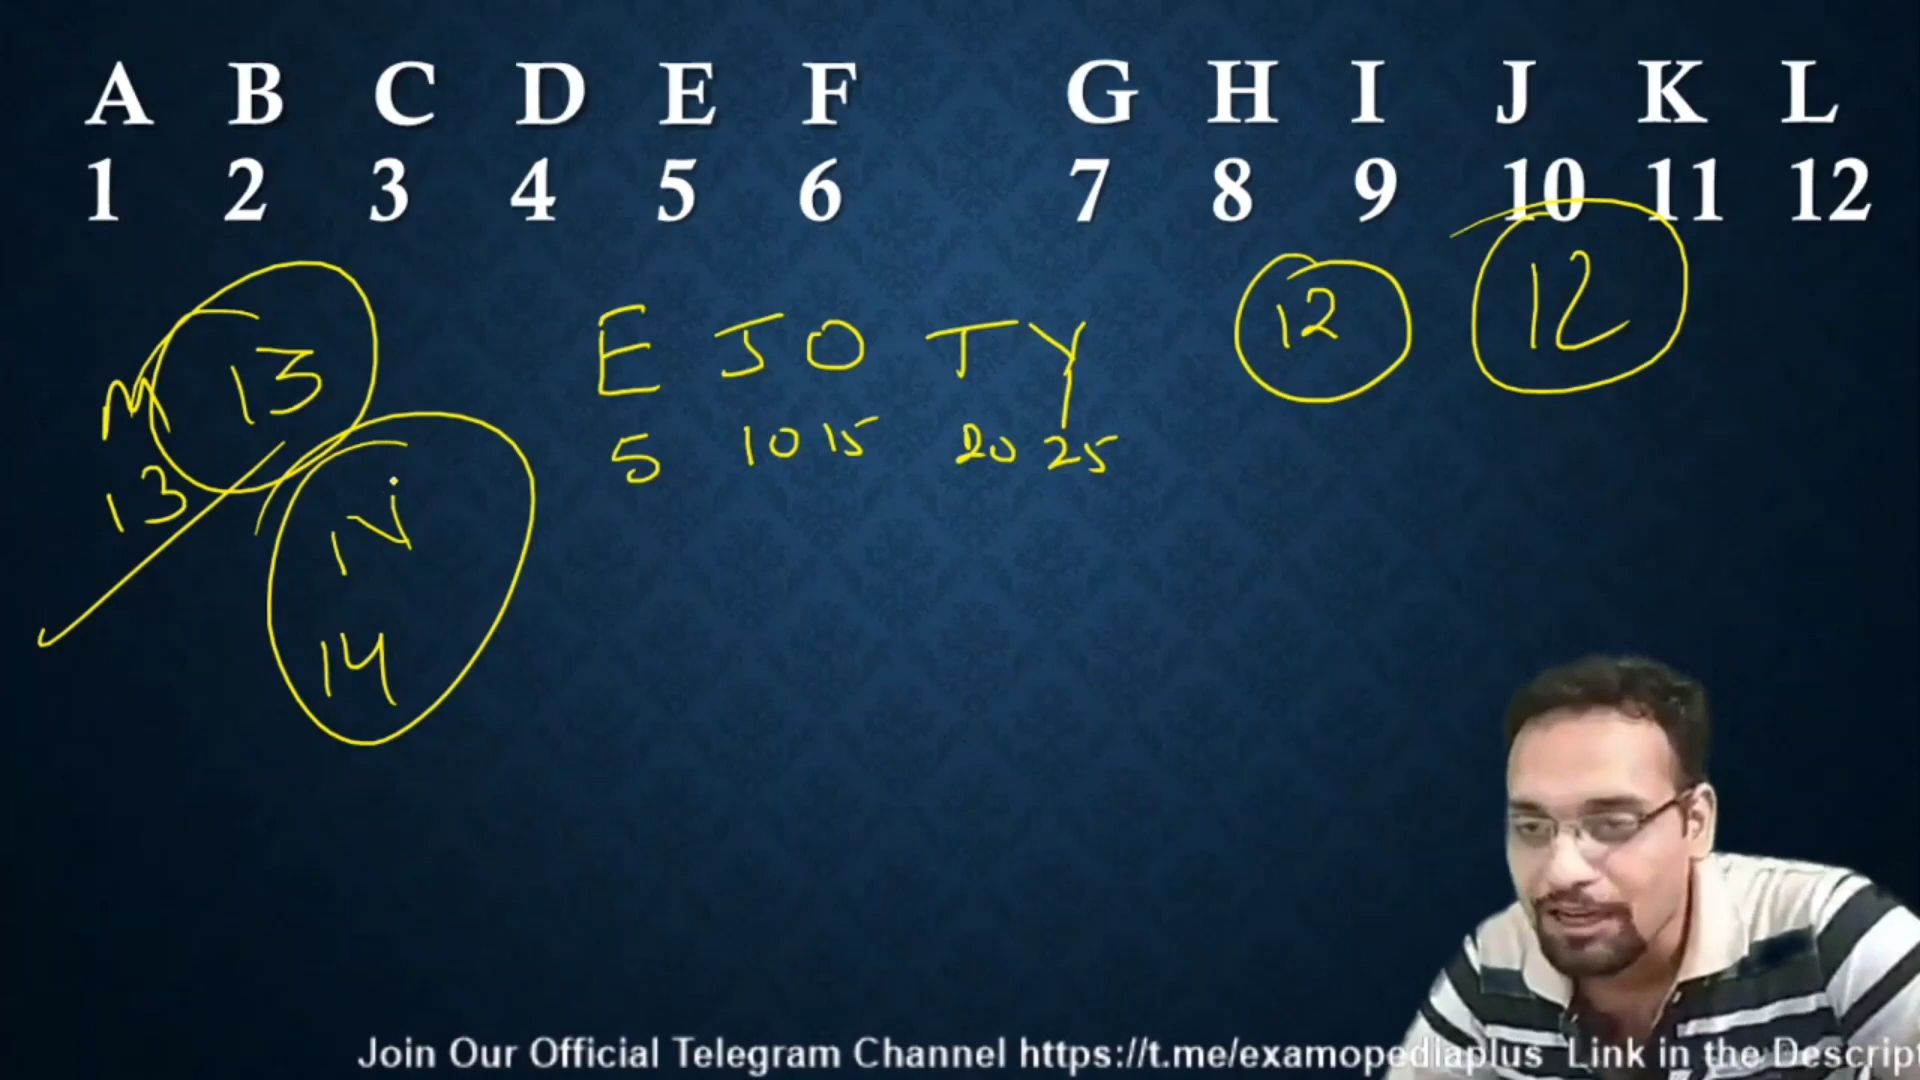 A B C D E F G H I J K L
1 2 3 4 5 6 7 8 9 10 11 12
M 13 E J O T Y 12 12
13 5 10 15 20 25
14
Join Our Official Telegram Channel https://t.me/examopediaplus Link in the Descript